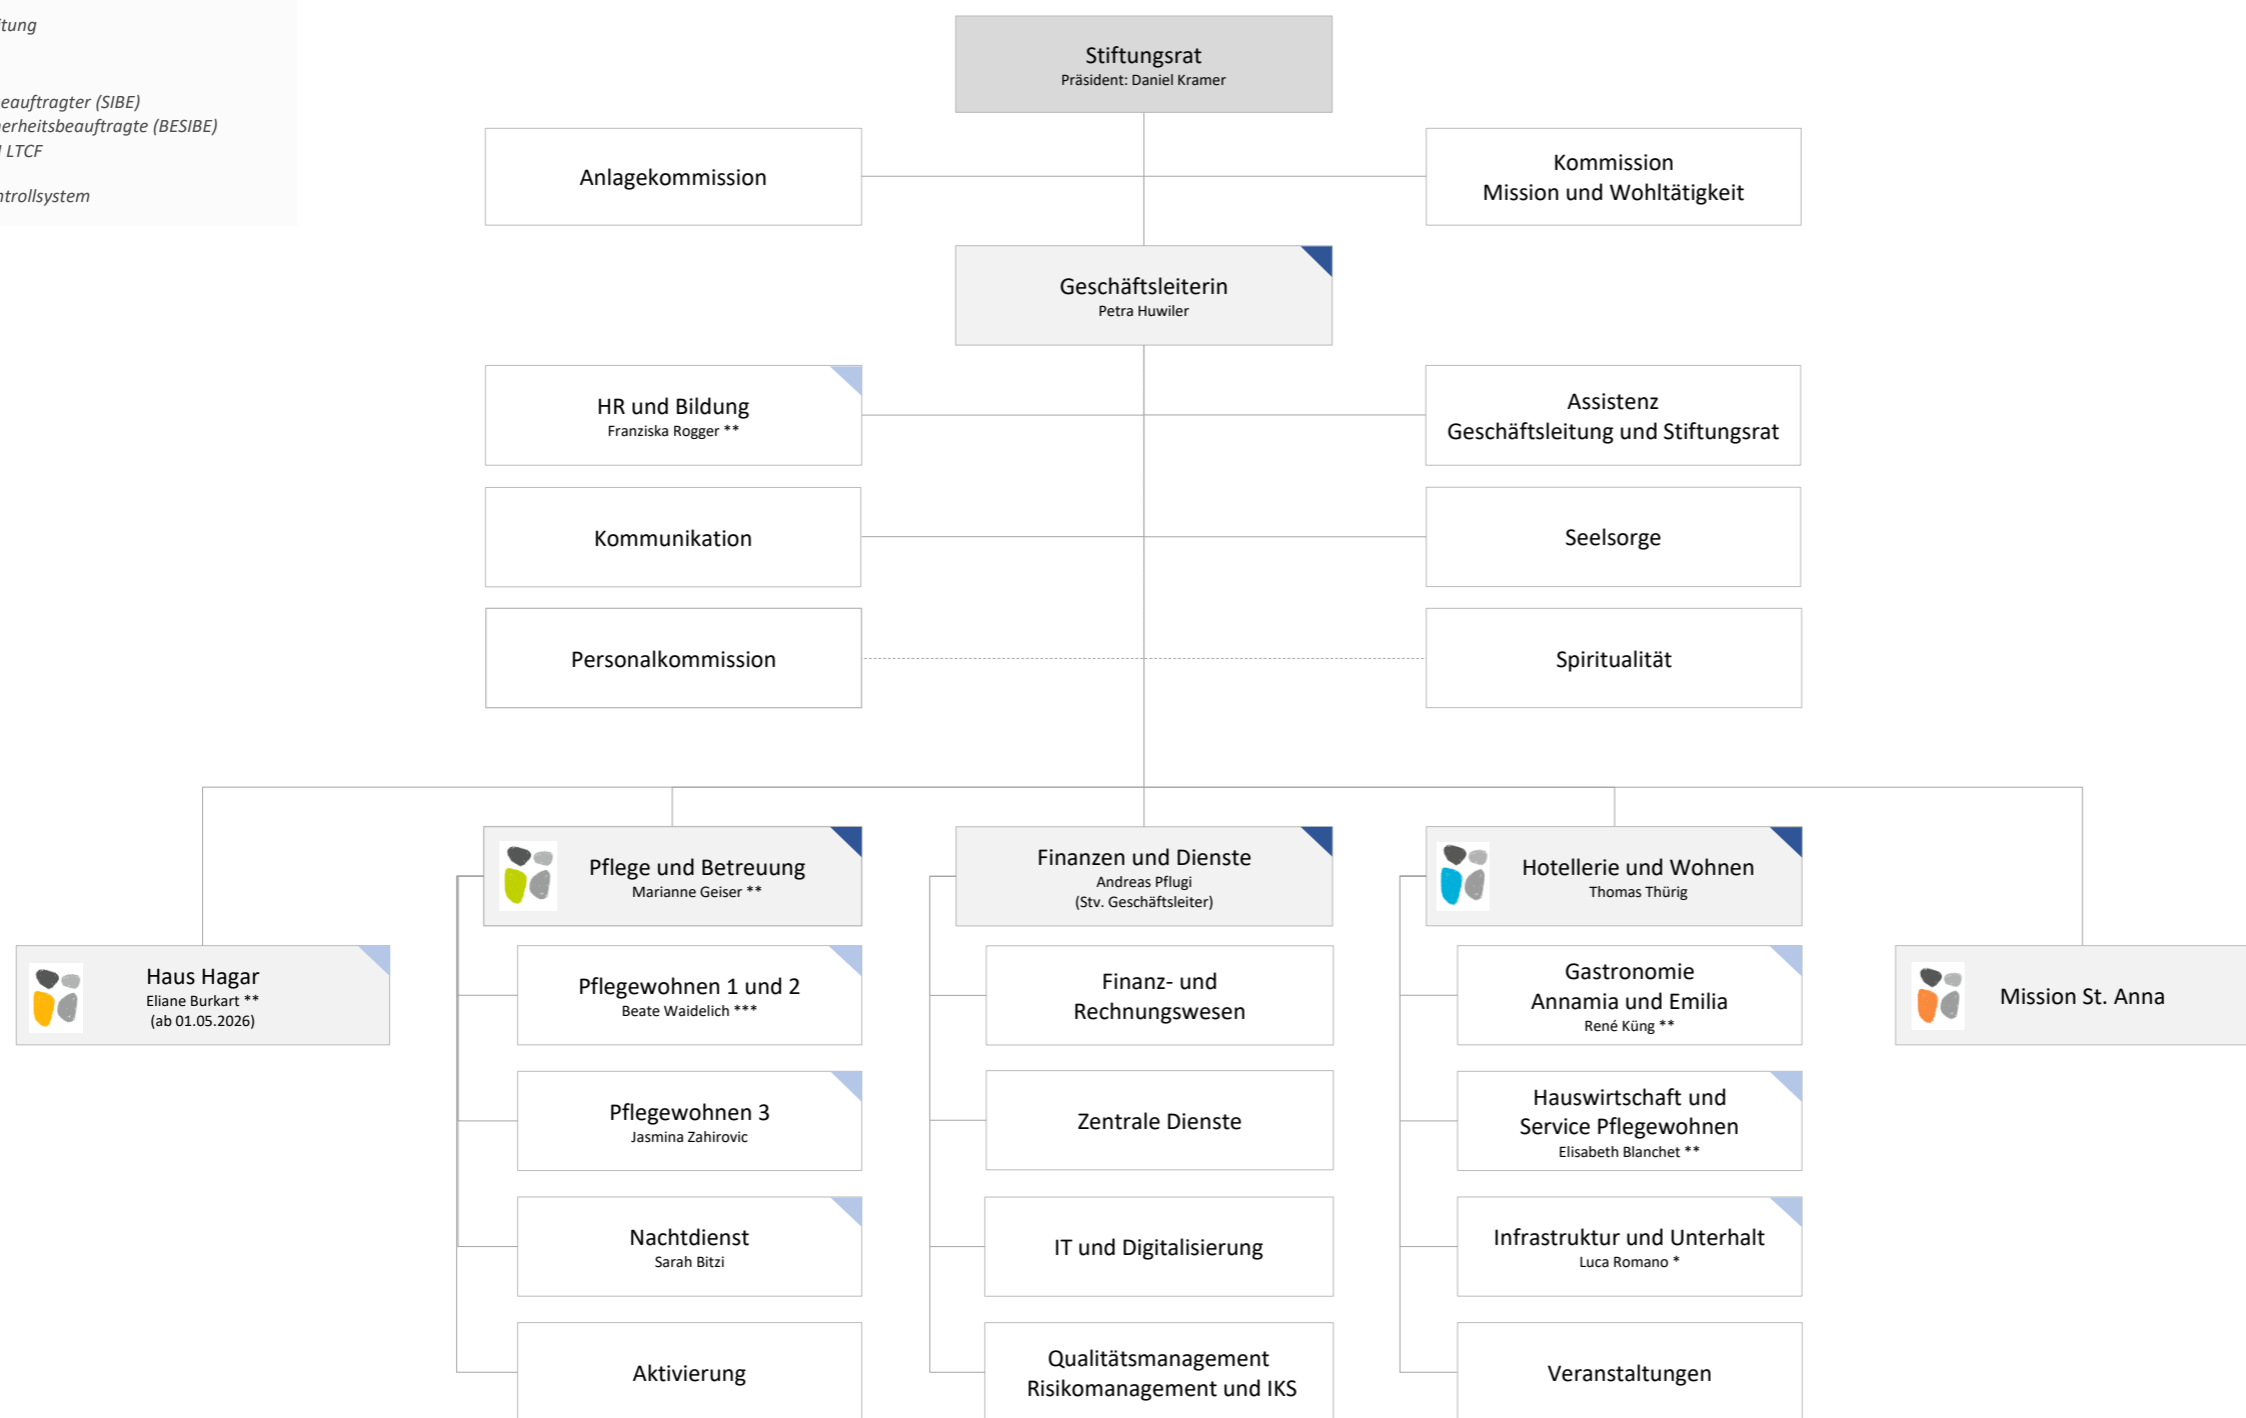 Stiftungsrat
Präsident: Daniel Kramer
(SIBE)
(BESIBE)
LTCF
Anlagekommission
Kommission
Mission und Wohltätigkeit
Geschäftsleiterin
Petra Huwiler
HR und Bildung
Franziska Rogger **
Assistenz
Geschäftsleitung und Stiftungsrat
Kommunikation
Seelsorge
Personalkommission
Spiritualität
Pflege und Betreuung
Marianne Geiser **
Finanzen und Dienste
Andreas Pflugi
(Stv. Geschäftsleiter)
Hotellerie und Wohnen
Thomas Thürig
Haus Hagar
Eliane Burkart **
(ab 01.05.2026)
Pflegewohnen 1 und 2
Beate Waidelich ***
Finanz- und
Rechnungswesen
Gastronomie
Annamia und Emilia
René Küng **
Mission St. Anna
Pflegewohnen 3
Jasmina Zahirovic
Zentrale Dienste
Hauswirtschaft und
Service Pflegewohnen
Elisabeth Blanchet **
Nachtdienst
Sarah Bitzi
IT und Digitalisierung
Infrastruktur und Unterhalt
Luca Romano *
Aktivierung
Qualitätsmanagement
Risikomanagement und IKS
Veranstaltungen